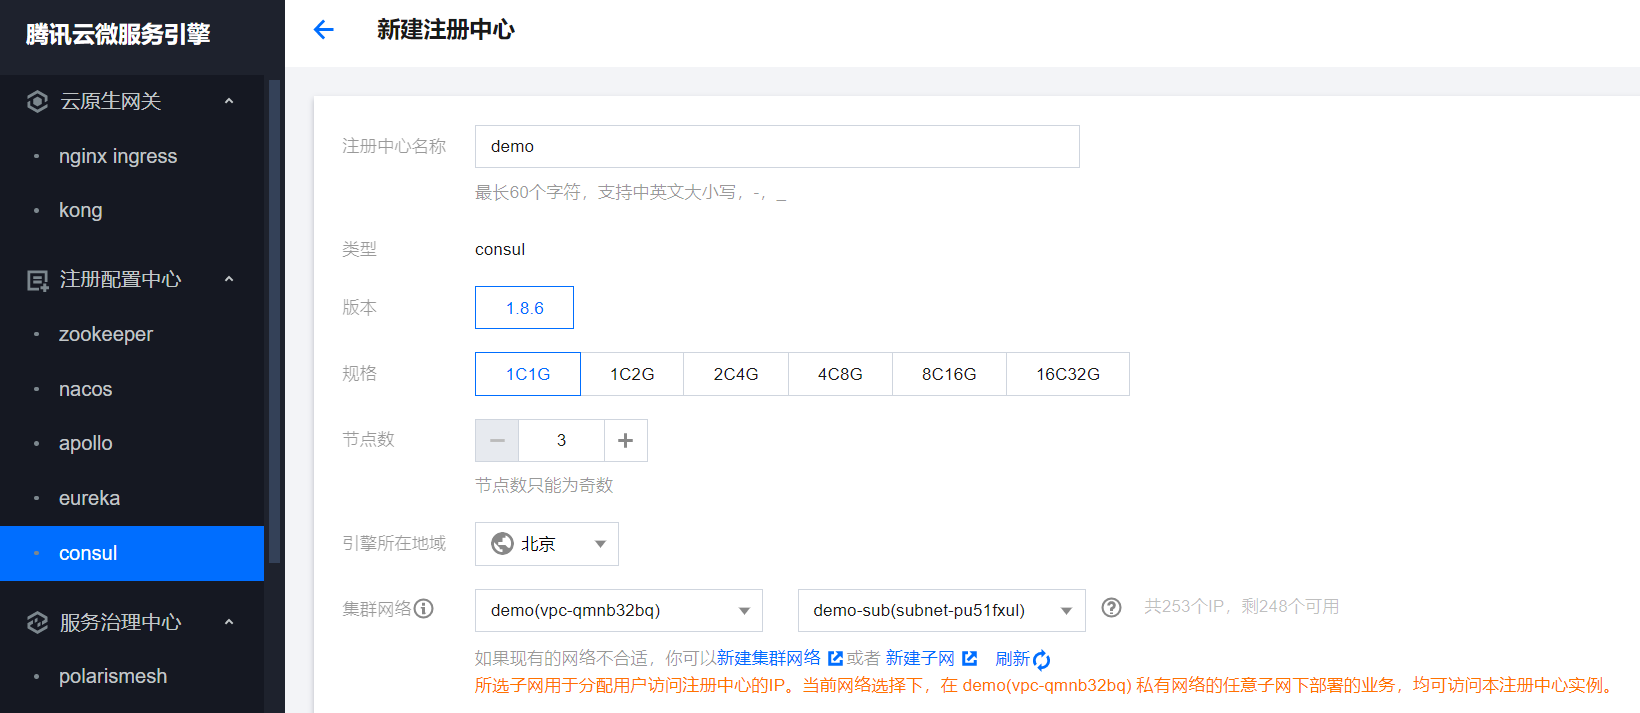 腾讯云微服务引擎
云原生网关
nginx ingress
kong
注册配置中心
zookeeper
nacos
apollo
eureka
consul
服务治理中心
polarismesh
新建注册中心
注册中心名称 demo
最长60个字符，支持中英文大小写，-，_
类型 consul
版本 1.8.6
规格 1C1G 1C2G 2C4G 4C8G 8C16G 16C32G
节点数 3
节点数只能为奇数
引擎所在地域 北京
集群网络 demo(vpc-qmnb32bq) demo-sub(subnet-pu51fxul) 共253个IP，剩248个可用
如果现有的网络不合适，你可以新建集群网络 或者 新建子网 刷新
所选子网用于分配用户访问注册中心的IP。当前网络选择下，在 demo(vpc-qmnb32bq) 私有网络的任意子网下部署的业务，均可访问本注册中心实例。